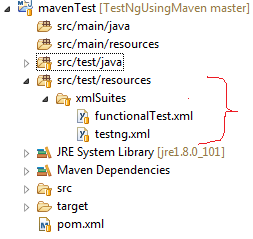 mavenTest [TestNgUsingMaven master]
src/main/java
src/main/resources
src/test/java
src/test/resources
xmlSuites
functionalTest.xml
testng.xml
JRE System Library [jre1.8.0_101]
Maven Dependencies
src
target
pom.xml